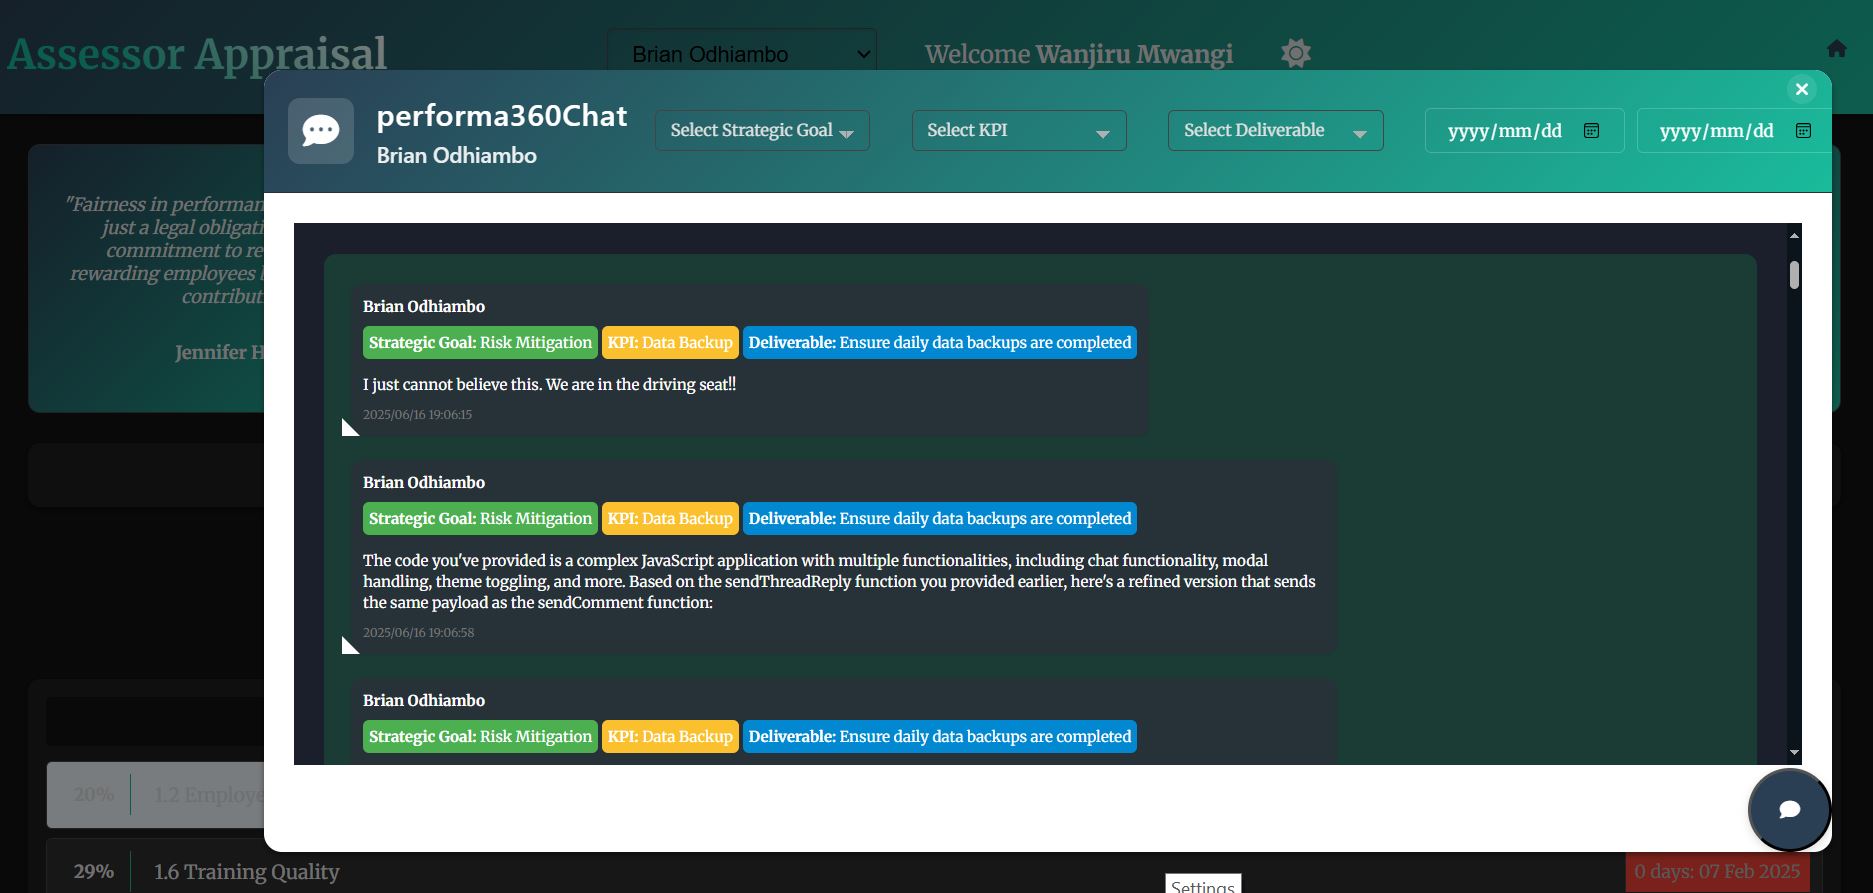 Assessor Appraisal
Brian Odhiambo
Welcome Wanjiru Mwangi
performa360Chat
Brian Odhiambo
Select Strategic Goal
Select KPI
Select Deliverable
yyyy/mm/dd
yyyy/mm/dd
"Fairness in
just a legal
commitment to
rewarding employees
Jennifer
Brian Odhiambo
Strategic Goal: Risk Mitigation KPI: Data Backup Deliverable: Ensure daily data backups are completed
I just cannot believe this. We are in the driving seat!!
2025/06/16 19:06:15
Brian Odhiambo
Strategic Goal: Risk Mitigation KPI: Data Backup Deliverable: Ensure daily data backups are completed
The code you've provided is a complex JavaScript application with multiple functionalities, including chat functionality, modal
handling, theme toggling, and more. Based on the sendThreadReply function you provided earlier, here's a refined version that sends
the same payload as the sendComment function:
2025/06/16 19:06:58
Brian Odhiambo
Strategic Goal: Risk Mitigation KPI: Data Backup Deliverable: Ensure daily data backups are completed
20% 1.2
29% 1.6 Training Quality
0 days: 07 Feb 2025
Settings